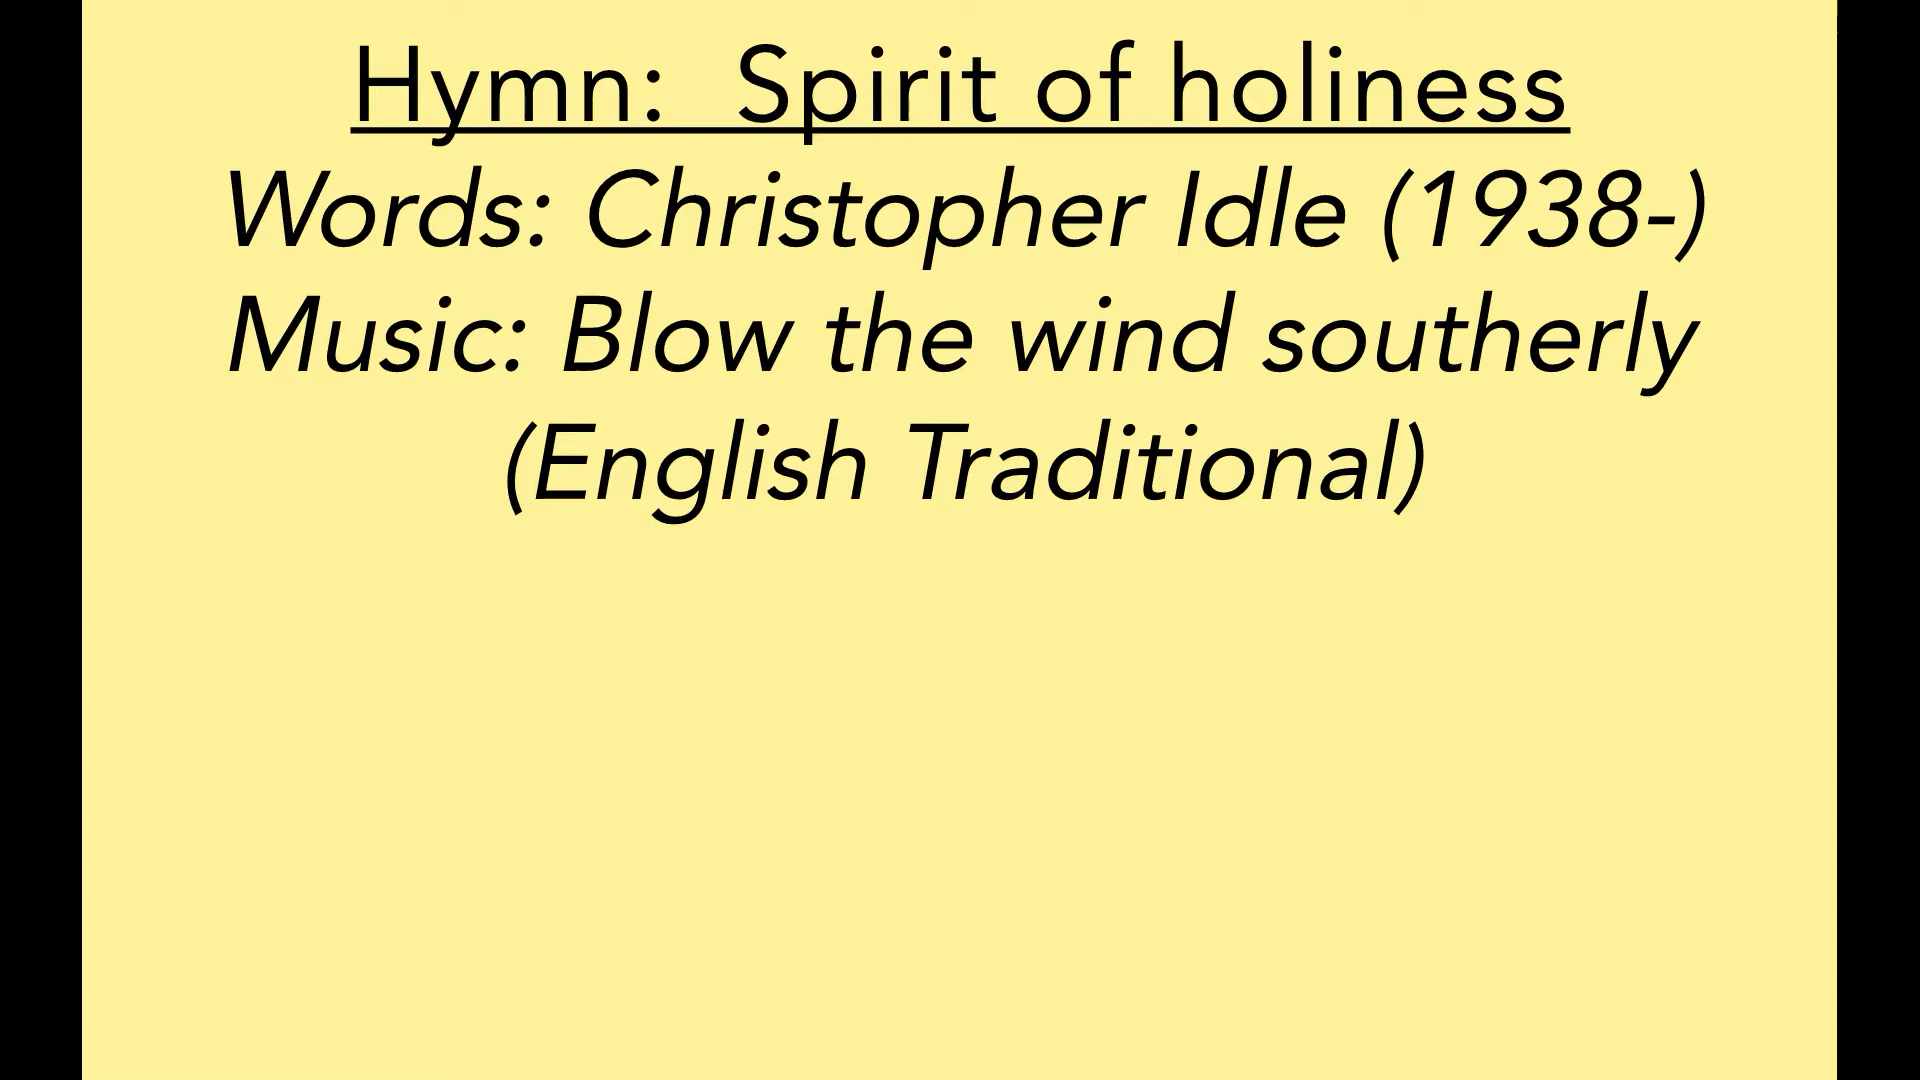 Hymn: Spirit of holiness
Words: Christopher Idle (1938-)
Music: Blow the wind southerly
(English Traditional)